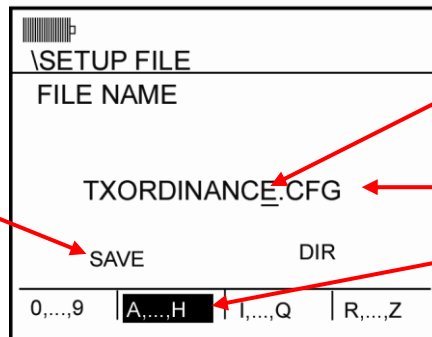 \SETUP FILE
FILE NAME
TXORDINANCE.CFG
SAVE DIR
0,...,9 A,...,H I,...,Q R,...,Z